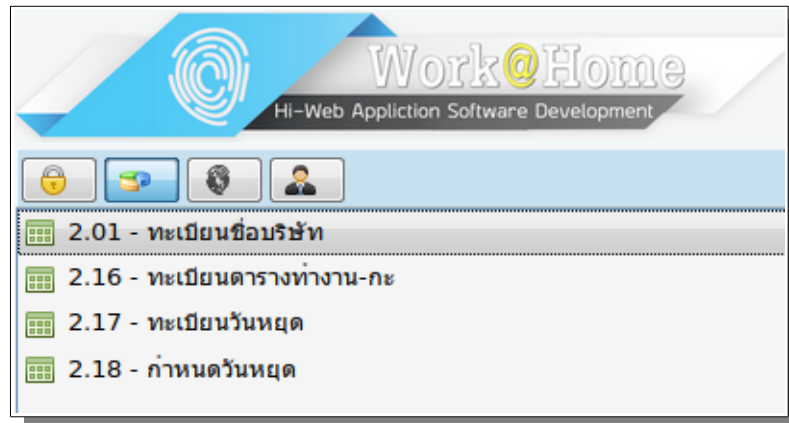 Work@Home
Hi-Web Appliction Software Development
2.01 - ทะเบียนชื่อบริษัท
2.16 - ทะเบียนตารางทำงาน-กะ
2.17 - ทะเบียนวันหยุด
2.18 - กำหนดวันหยุด